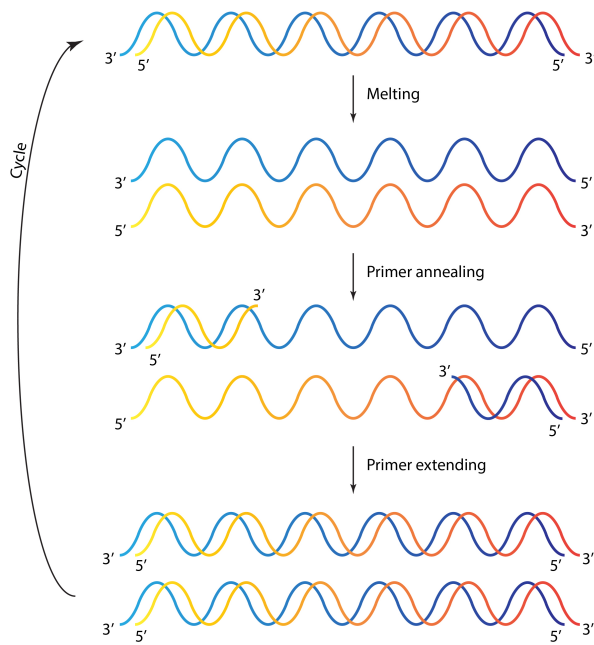 3’ 5’ 5’ 3
Melting
Cycle
3’ 5’
5’ 3’
Primer annealing
3’
3’ 5’ 5’
3’
5’ 5’ 3’
Primer extending
3’ 5’ 5’ 3’
3’ 5’ 5’ 3’